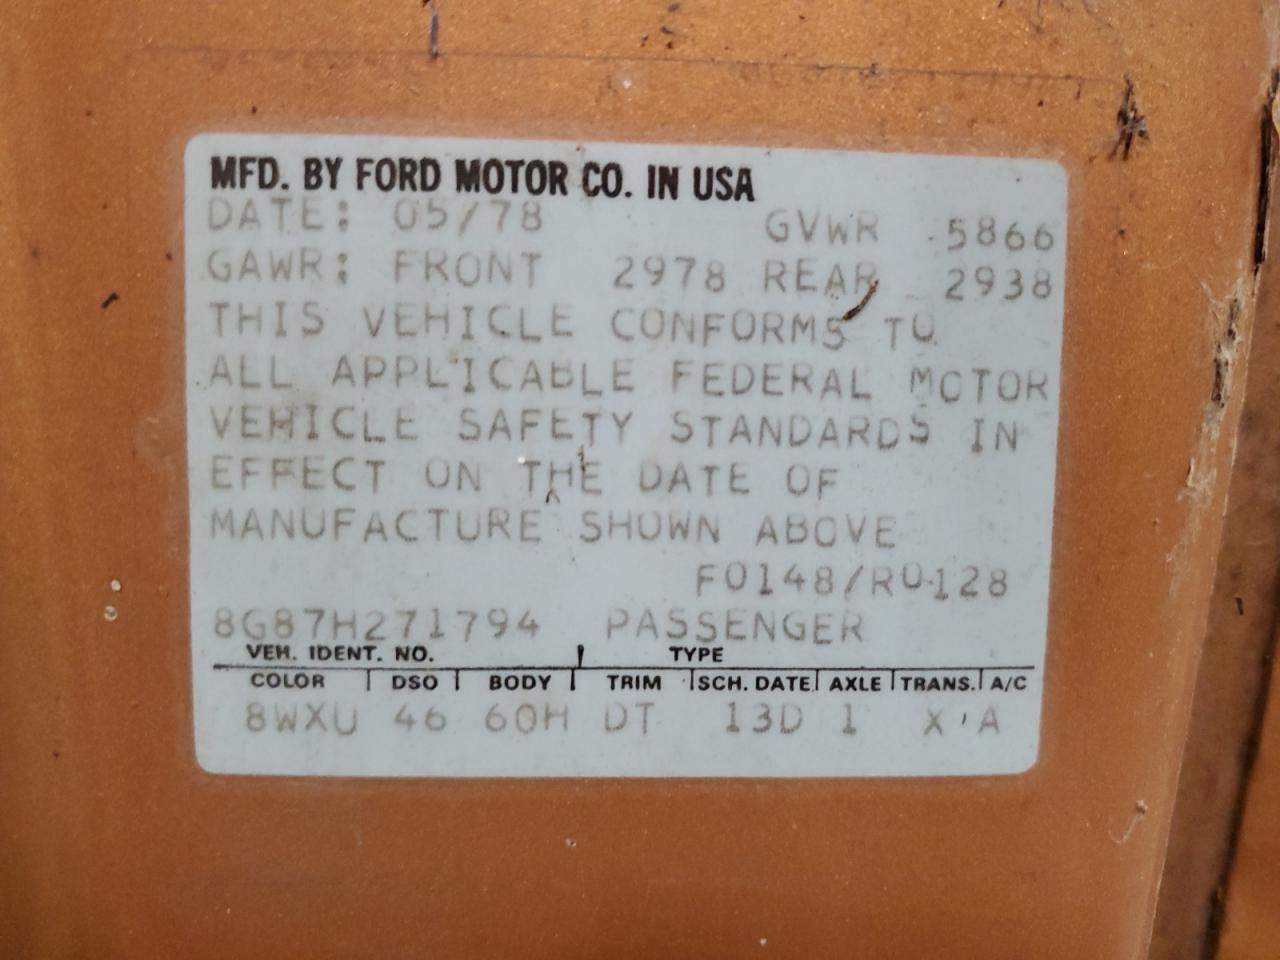 MFD. BY FORD MOTOR CO. IN USA
DATE: 05/78 GVWR 5866
GAWR: FRONT 2978 REAR 2938
THIS VEHICLE CONFORMS TO
ALL APPLICABLE FEDERAL MOTOR
VEHICLE SAFETY STANDARDS IN
EFFECT ON THE DATE OF
MANUFACTURE SHOWN ABOVE
F0148/R0128
8G87H271794 PASSENGER
VEH. IDENT. NO. TYPE
COLOR DSO BODY TRIM SCH. DATE AXLE TRANS. A/C
8WXU 46 60H DT 13D 1 X A